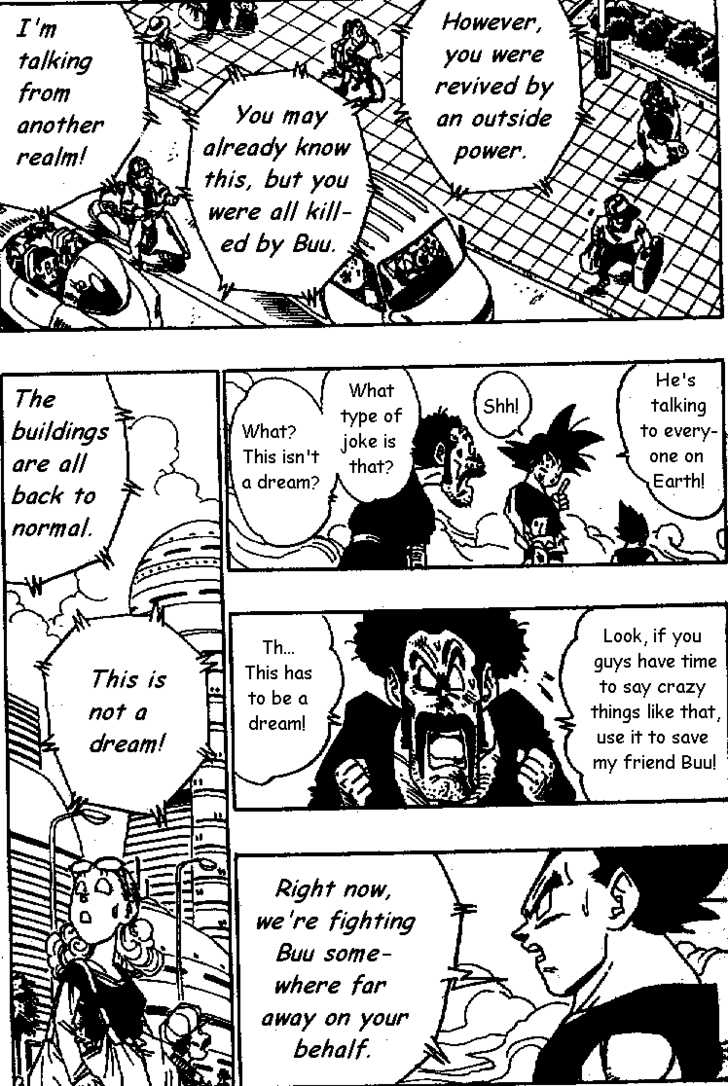 I'm
talking
from
another
realm!
You may
already know
this, but you
were all kill-
ed by Buu.
However,
you were
revived by
an outside
power.
The
buildings
are all
back to
normal.
This is
not a
dream!
What?
This isn't
a dream?
What
type of
joke is
that?
Shh!
He's
talking
to every-
one on
Earth!
Th...
This has
to be a
dream!
Look, if you
guys have time
to say crazy
things like that,
use it to save
my friend Buu!
Right now,
we're fighting
Buu some-
where far
away on your
behalf.